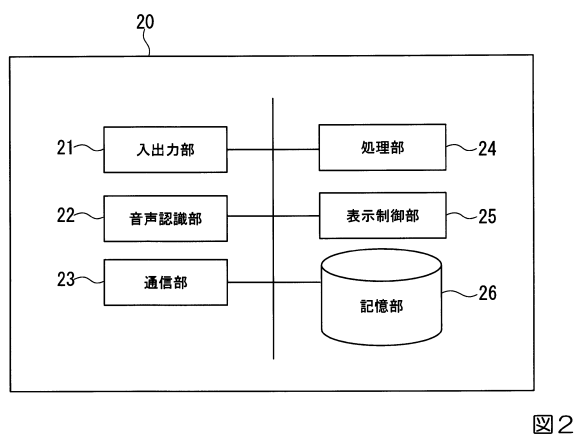 20
21 入出力部
処理部 24
22 音声認識部
表示制御部 25
23 通信部
記憶部 26
図2